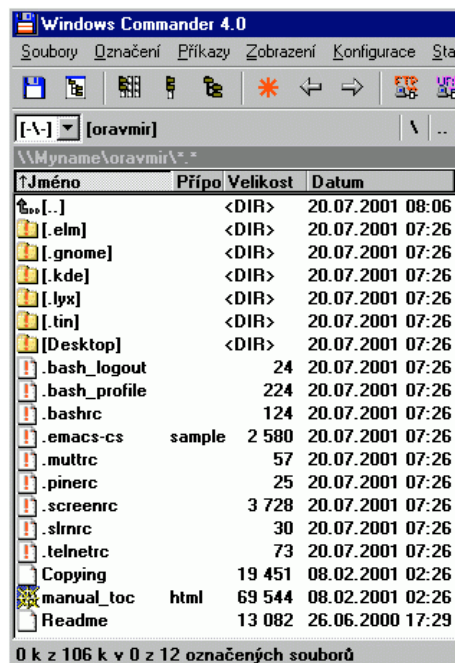 Windows Commander 4.0
Soubory Označení Příkazy Zobrazení Konfigurace Sta
FTP
[-\-] [oravmir] \ ..
\\Myname\oravmir\*.*
↑Jméno Přípo Velikost Datum
[..] <DIR> 20.07.2001 08:06
[.elm] <DIR> 20.07.2001 07:26
[.gnome] <DIR> 20.07.2001 07:26
[.kde] <DIR> 20.07.2001 07:26
[.lyx] <DIR> 20.07.2001 07:26
[.tin] <DIR> 20.07.2001 07:26
[Desktop] <DIR> 20.07.2001 07:26
.bash_logout 24 20.07.2001 07:26
.bash_profile 224 20.07.2001 07:26
.bashrc 124 20.07.2001 07:26
.emacs-cs sample 2 580 20.07.2001 07:26
.muttrc 57 20.07.2001 07:26
.pinerc 25 20.07.2001 07:26
.screenrc 3 728 20.07.2001 07:26
.slrnrc 30 20.07.2001 07:26
.telnetrc 73 20.07.2001 07:26
Copying 19 451 08.02.2001 02:26
manual_toc html 69 544 08.02.2001 02:26
Readme 13 082 26.06.2000 17:29
0 k z 106 k v 0 z 12 označených souborů